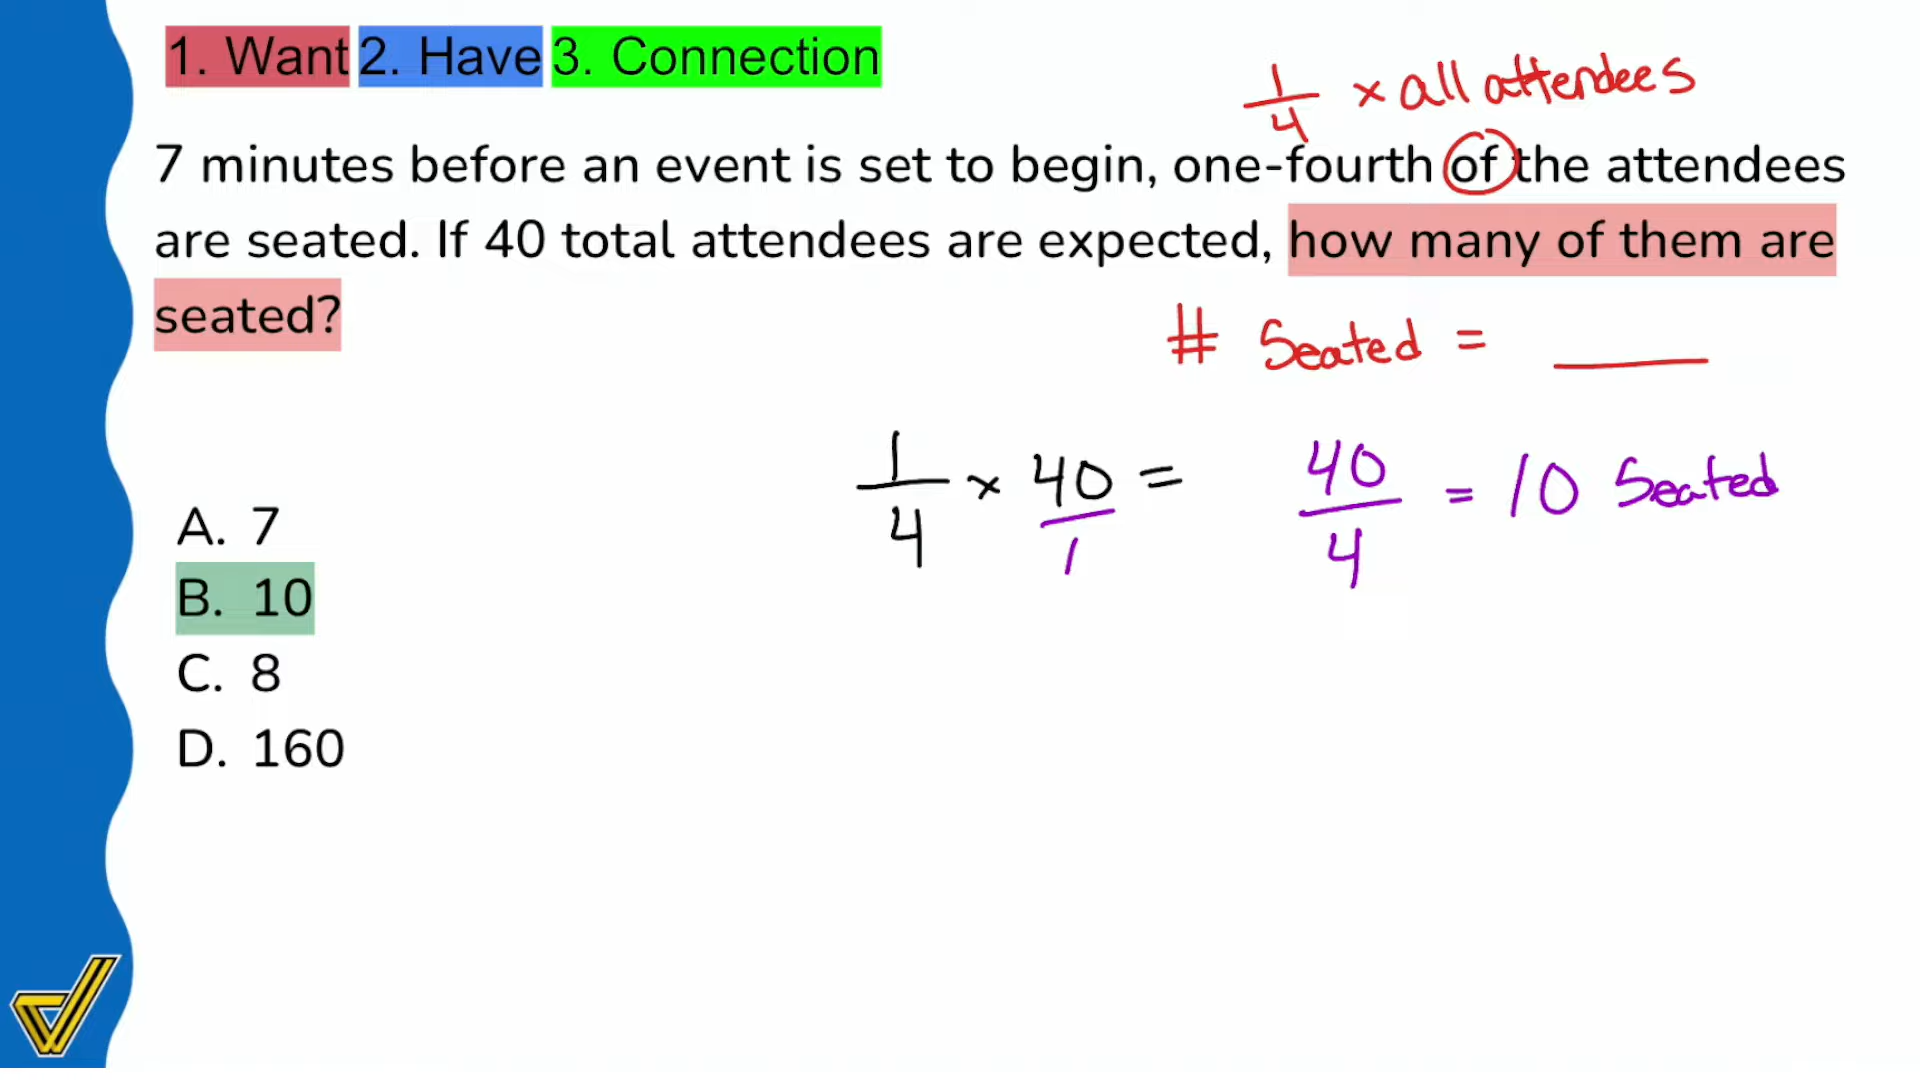 1. Want 2. Have 3. Connection
1/4 × all attendees
7 minutes before an event is set to begin, one-fourth of the attendees
are seated. If 40 total attendees are expected, how many of them are
seated?
# Seated = ____
1/4 × 40/1 = 40/4 = 10 Seated
A. 7
B. 10
C. 8
D. 160